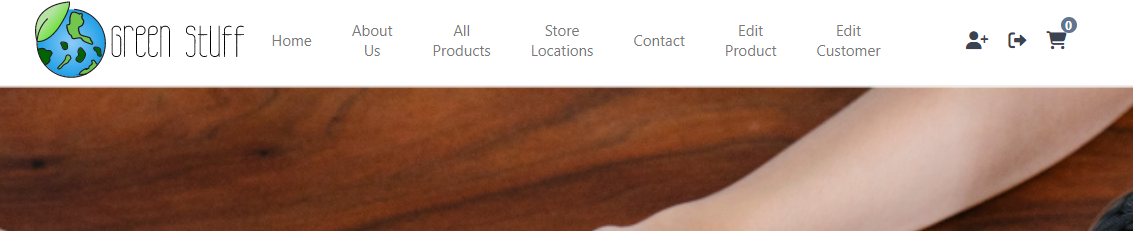 Green Stuff
Home
About
Us
All
Products
Store
Locations
Contact
Edit
Product
Edit
Customer
0